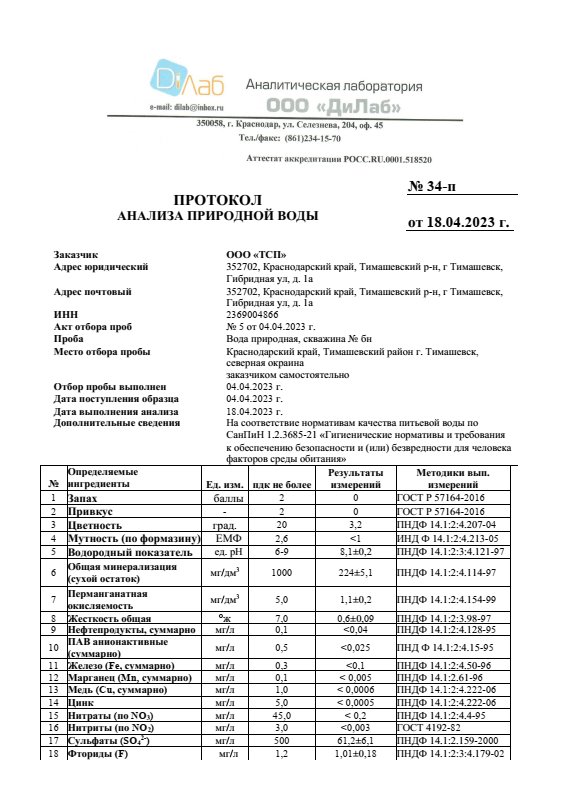 DiЛаб
e-mail: dilab@inbox.ru
Аналитическая лаборатория
ООО «ДиЛаб»
350058, г. Краснодар, ул. Селезнева, 204, оф. 45
Тел./факс: (861)234-15-70
Аттестат аккредитации РОСС.RU.0001.518520
№ 34-п
ПРОТОКОЛ
АНАЛИЗА ПРИРОДНОЙ ВОДЫ
от 18.04.2023 г.
Заказчик ООО «ТСП»
Адрес юридический 352702, Краснодарский край, Тимашевский р-н, г Тимашевск,
Гибридная ул, д. 1а
Адрес почтовый 352702, Краснодарский край, Тимашевский р-н, г Тимашевск,
Гибридная ул, д. 1а
ИНН 2369004866
Акт отбора проб № 5 от 04.04.2023 г.
Проба Вода природная, скважина № бн
Место отбора пробы Краснодарский край, Тимашевский район г. Тимашевск,
северная окраина
заказчиком самостоятельно
Отбор пробы выполнен 04.04.2023 г.
Дата поступления образца 04.04.2023 г.
Дата выполнения анализа 18.04.2023 г.
Дополнительные сведения На соответствие нормативам качества питьевой воды по
СанПиН 1.2.3685-21 «Гигиенические нормативы и требования
к обеспечению безопасности и (или) безвредности для человека
факторов среды обитания»
№ Определяемые ингредиенты Ед. изм. пдк не более Результаты измерений Методики вып. измерений
1 Запах баллы 2 0 ГОСТ Р 57164-2016
2 Привкус - 2 0 ГОСТ Р 57164-2016
3 Цветность град. 20 3,2 ПНДФ 14.1:2:4.207-04
4 Мутность (по формазину) ЕМФ 2,6 <1 ИНД Ф 14.1:2:4.213-05
5 Водородный показатель ед. pH 6-9 8,1±0,2 ПНДФ 14.1:2:3:4.121-97
6 Общая минерализация (сухой остаток) мг/дм³ 1000 224±5,1 ПНДФ 14.1:2:4.114-97
7 Перманганатная окисляемость мг/дм³ 5,0 1,1±0,2 ПНДФ 14.1:2:4.154-99
8 Жесткость общая °ж 7,0 0,6±0,09 ПНДФ 14.1:2:3.98-97
9 Нефтепродукты, суммарно мг/л 0,1 <0,04 ПНДФ 14.1:2:4.128-95
10 ПАВ анионактивные (суммарно) мг/л 0,5 <0,025 ПНД Ф 14.1:2:4.15-95
11 Железо (Fe, суммарно) мг/л 0,3 <0,1 ПНДФ 14.1:2:4.50-96
12 Марганец (Mn, суммарно) мг/л 0,1 < 0,005 ПНДФ 14.1:2.61-96
13 Медь (Cu, суммарно) мг/л 1,0 < 0,0006 ПНДФ 14.1:2:4.222-06
14 Цинк мг/л 5,0 < 0,0005 ПНДФ 14.1:2:4.222-06
15 Нитраты (по NO₃) мг/л 45,0 < 0,2 ПНДФ 14.1:2:4.4-95
16 Нитриты (по NO₂) мг/л 3,0 <0,003 ГОСТ 4192-82
17 Сульфаты (SO₄²⁻) мг/л 500 61,2±6,1 ПНДФ 14.1:2.159-2000
18 Фториды (F) мг/л 1,2 1,01±0,18 ПНДФ 14.1:2:3:4.179-02